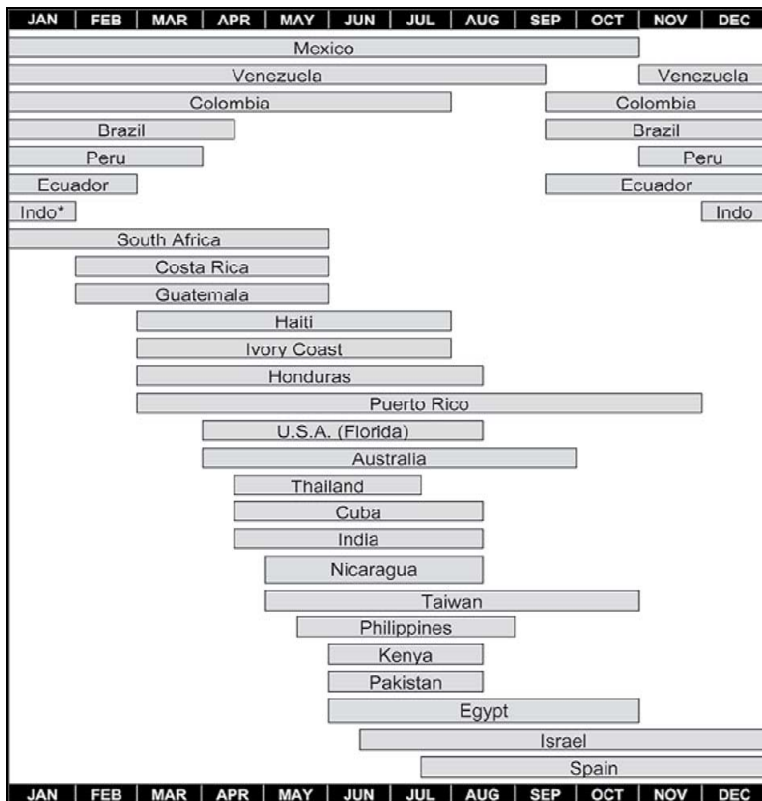 JAN | FEB | MAR | APR | MAY | JUN | JUL | AUG | SEP | OCT | NOV | DEC
Mexico
Venezuela Venezuela
Colombia Colombia
Brazil Brazil
Peru Peru
Ecuador Ecuador
Indo* Indo
South Africa
Costa Rica
Guatemala
Haiti
Ivory Coast
Honduras
Puerto Rico
U.S.A. (Florida)
Australia
Thailand
Cuba
India
Nicaragua
Taiwan
Philippines
Kenya
Pakistan
Egypt
Israel
Spain
JAN | FEB | MAR | APR | MAY | JUN | JUL | AUG | SEP | OCT | NOV | DEC